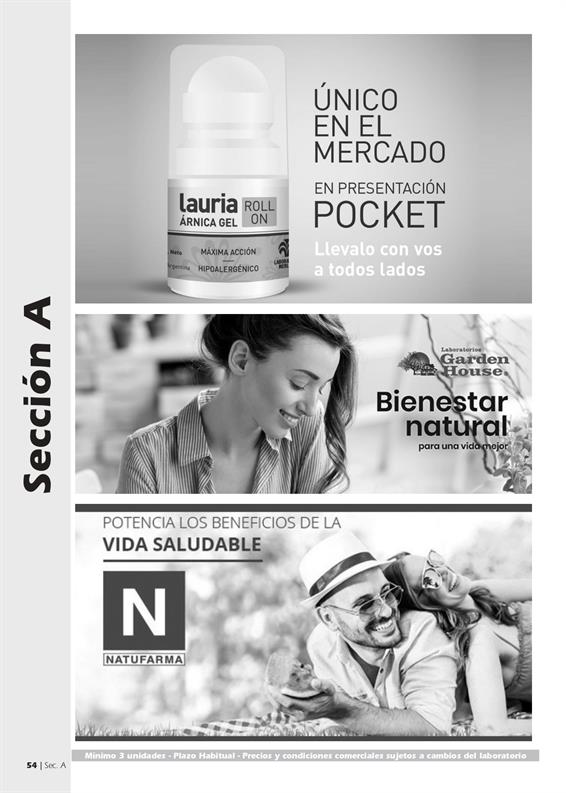 Sección A
ÚNICO
EN EL
MERCADO
EN PRESENTACIÓN
POCKET
Llevalo con vos
a todos lados
lauria ROLL ON
ÁRNICA GEL
MÁXIMA ACCIÓN
HIPOALERGÉNICO
Laboratorios
Garden
House.
Bienestar
natural
para una vida mejor
POTENCIA LOS BENEFICIOS DE LA
VIDA SALUDABLE
N
NATUFARMA
Mínimo 3 unidades - Plazo Habitual - Precios y condiciones comerciales sujetos a cambios del laboratorio
54 | Sec. A